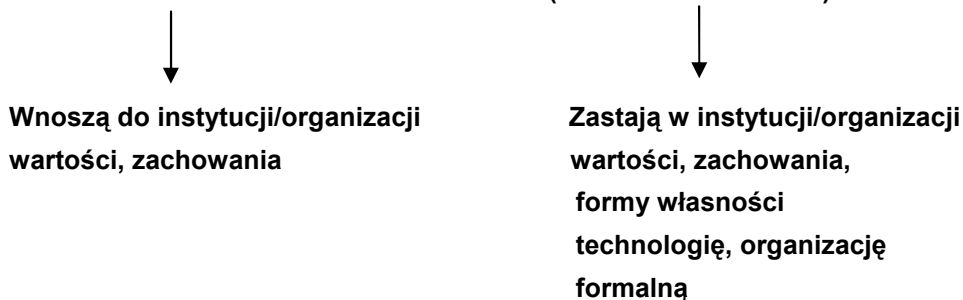 Wnoszą do instytucji/organizacji
wartości, zachowania
Zastają w instytucji/organizacji
wartości, zachowania,
formy własności
technologię, organizację
formalną